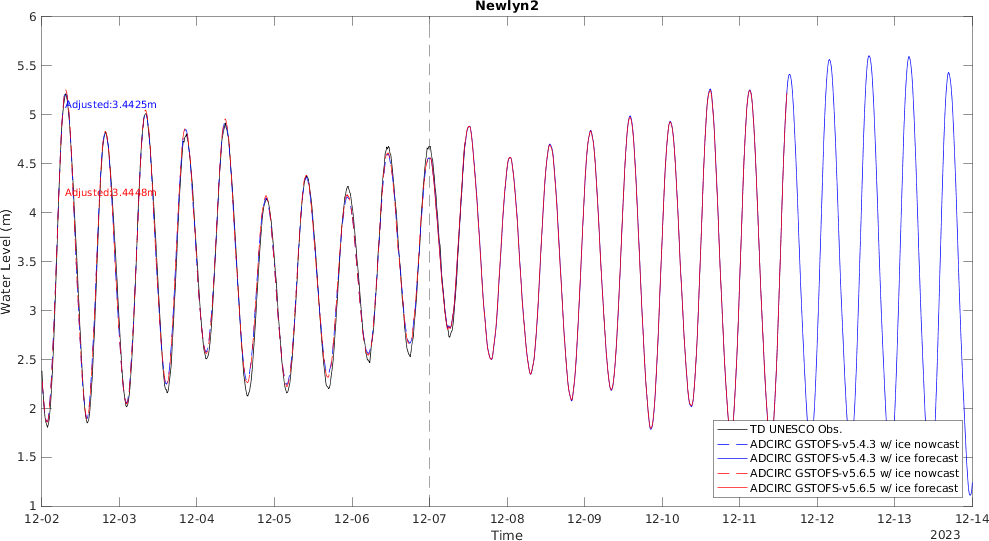 Newlyn2
6
5.5
5
4.5
4
3.5
3
2.5
2
1.5
1
Water Level (m)
Adjusted:3.4425m
Adjusted:3.4448m
TD UNESCO Obs.
ADCIRC GSTOFS-v5.4.3 w/ ice nowcast
ADCIRC GSTOFS-v5.4.3 w/ ice forecast
ADCIRC GSTOFS-v5.6.5 w/ ice nowcast
ADCIRC GSTOFS-v5.6.5 w/ ice forecast
12-02 12-03 12-04 12-05 12-06 12-07 12-08 12-09 12-10 12-11 12-12 12-13 12-14
Time
2023